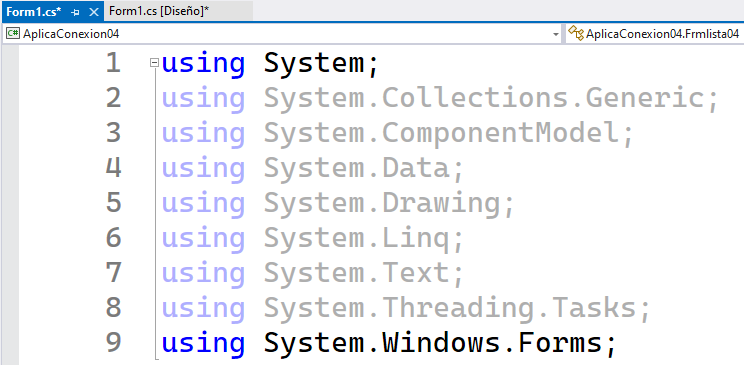 Form1.cs* Form1.cs [Diseño]*
C# AplicaConexion04 AplicaConexion04.Frmlista04
1 using System;
2 using System.Collections.Generic;
3 using System.ComponentModel;
4 using System.Data;
5 using System.Drawing;
6 using System.Linq;
7 using System.Text;
8 using System.Threading.Tasks;
9 using System.Windows.Forms;